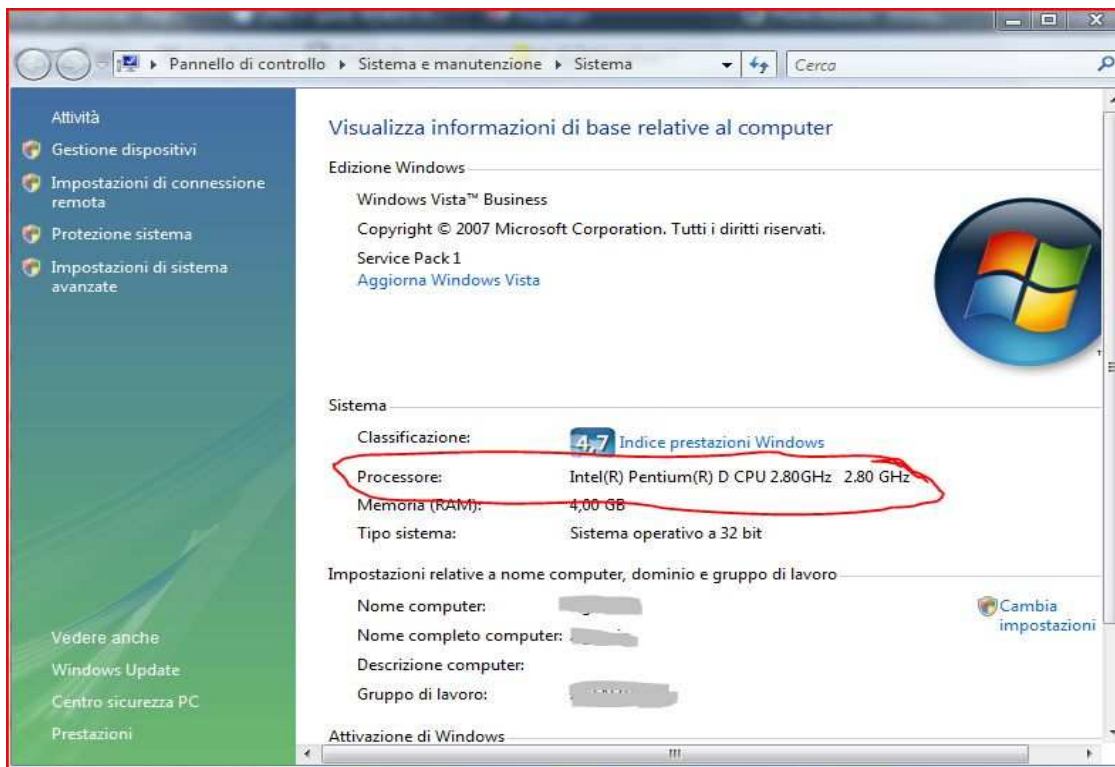 Pannello di controllo Sistema e manutenzione Sistema
Cerca
Attività
Gestione dispositivi
Impostazioni di connessione
remota
Protezione sistema
Impostazioni di sistema
avanzate
Vedere anche
Windows Update
Centro sicurezza PC
Prestazioni
Visualizza informazioni di base relative al computer
Edizione Windows
Windows Vista™ Business
Copyright © 2007 Microsoft Corporation. Tutti i diritti riservati.
Service Pack 1
Aggiorna Windows Vista
Sistema
Classificazione: 4,7 Indice prestazioni Windows
Processore: Intel(R) Pentium(R) D CPU 2.80GHz 2.80 GHz
Memoria (RAM): 4,00 GB
Tipo sistema: Sistema operativo a 32 bit
Impostazioni relative a nome computer, dominio e gruppo di lavoro
Nome computer:
Nome completo computer:
Descrizione computer:
Gruppo di lavoro:
Cambia
impostazioni
Attivazione di Windows